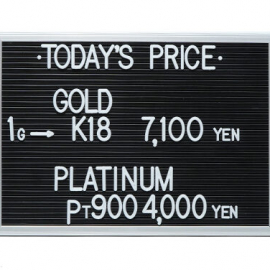 ·TODAY'S PRICE·
GOLD
1G→ K18 7,100 YEN
PLATINUM
PT900 4,000 YEN